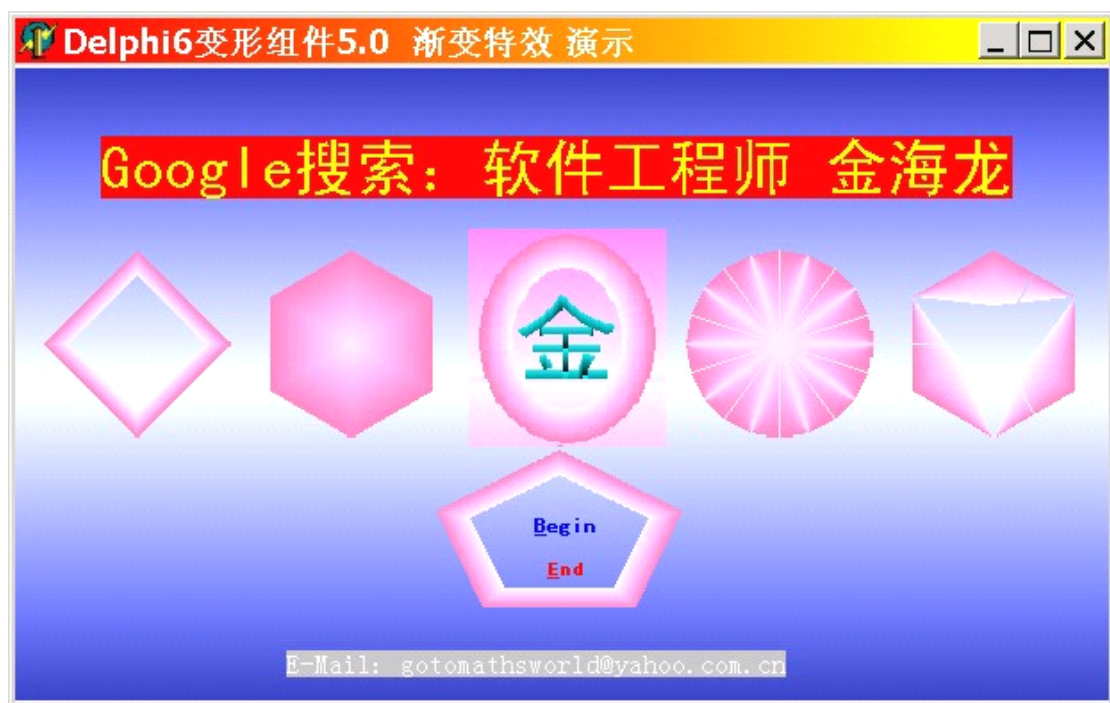 Delphi6变形组件5.0 渐变特效 演示
Google搜索：软件工程师 金海龙
金
Begin
End
E-Mail: gotomathsworld@yahoo.com.cn